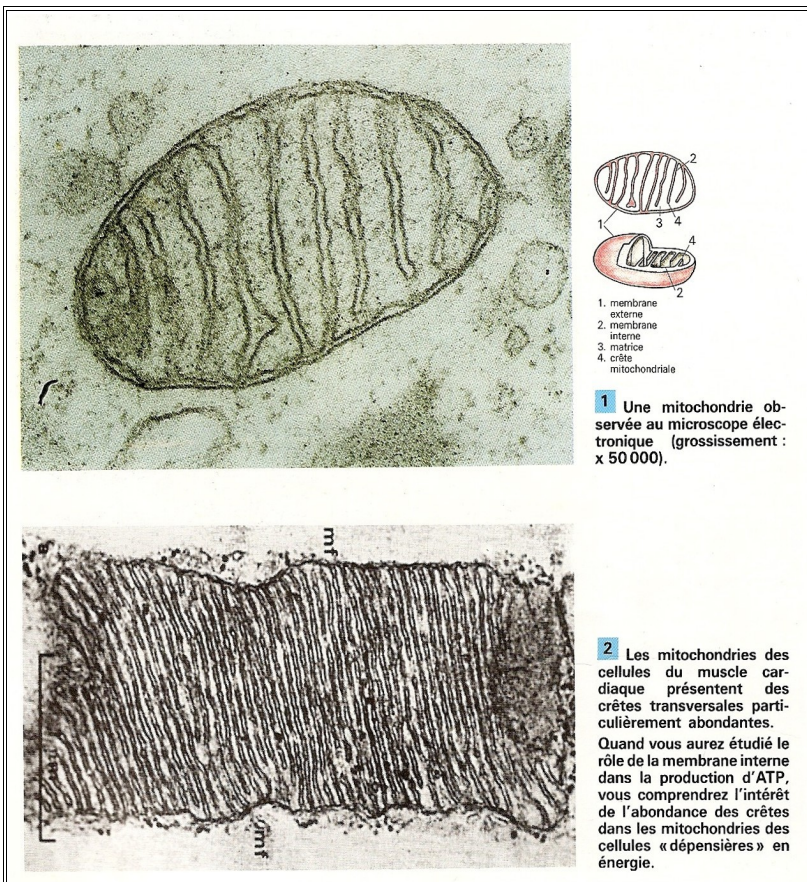 2
3
4
1
4
2
1. membrane
externe
2. membrane
interne
3. matrice
4. crête
mitochondriale
1 Une mitochondrie ob-
servée au microscope élec-
tronique (grossissement :
x 50 000).
mf
mf
2 Les mitochondries des
cellules du muscle car-
diaque présentent des
crêtes transversales parti-
culièrement abondantes.
Quand vous aurez étudié le
rôle de la membrane interne
dans la production d'ATP,
vous comprendrez l'intérêt
de l'abondance des crêtes
dans les mitochondries des
cellules «dépensières» en
énergie.